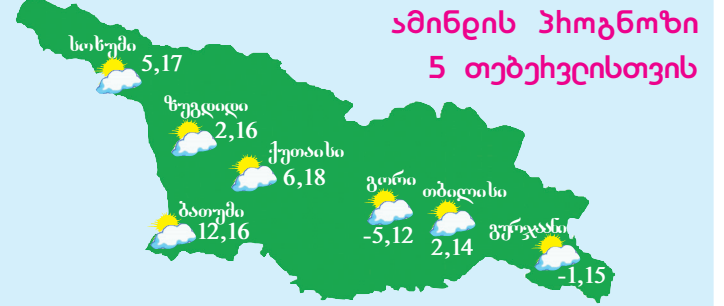 ამინდის პროგნოზი
5 თებერვლისთვის
სოხუმი
5,17
ზუგდიდი
2,16
ქუთაისი
6,18
გორი
-5,12
თბილისი
2,14
ბათუმი
12,16
გურჯაანი
-1,15